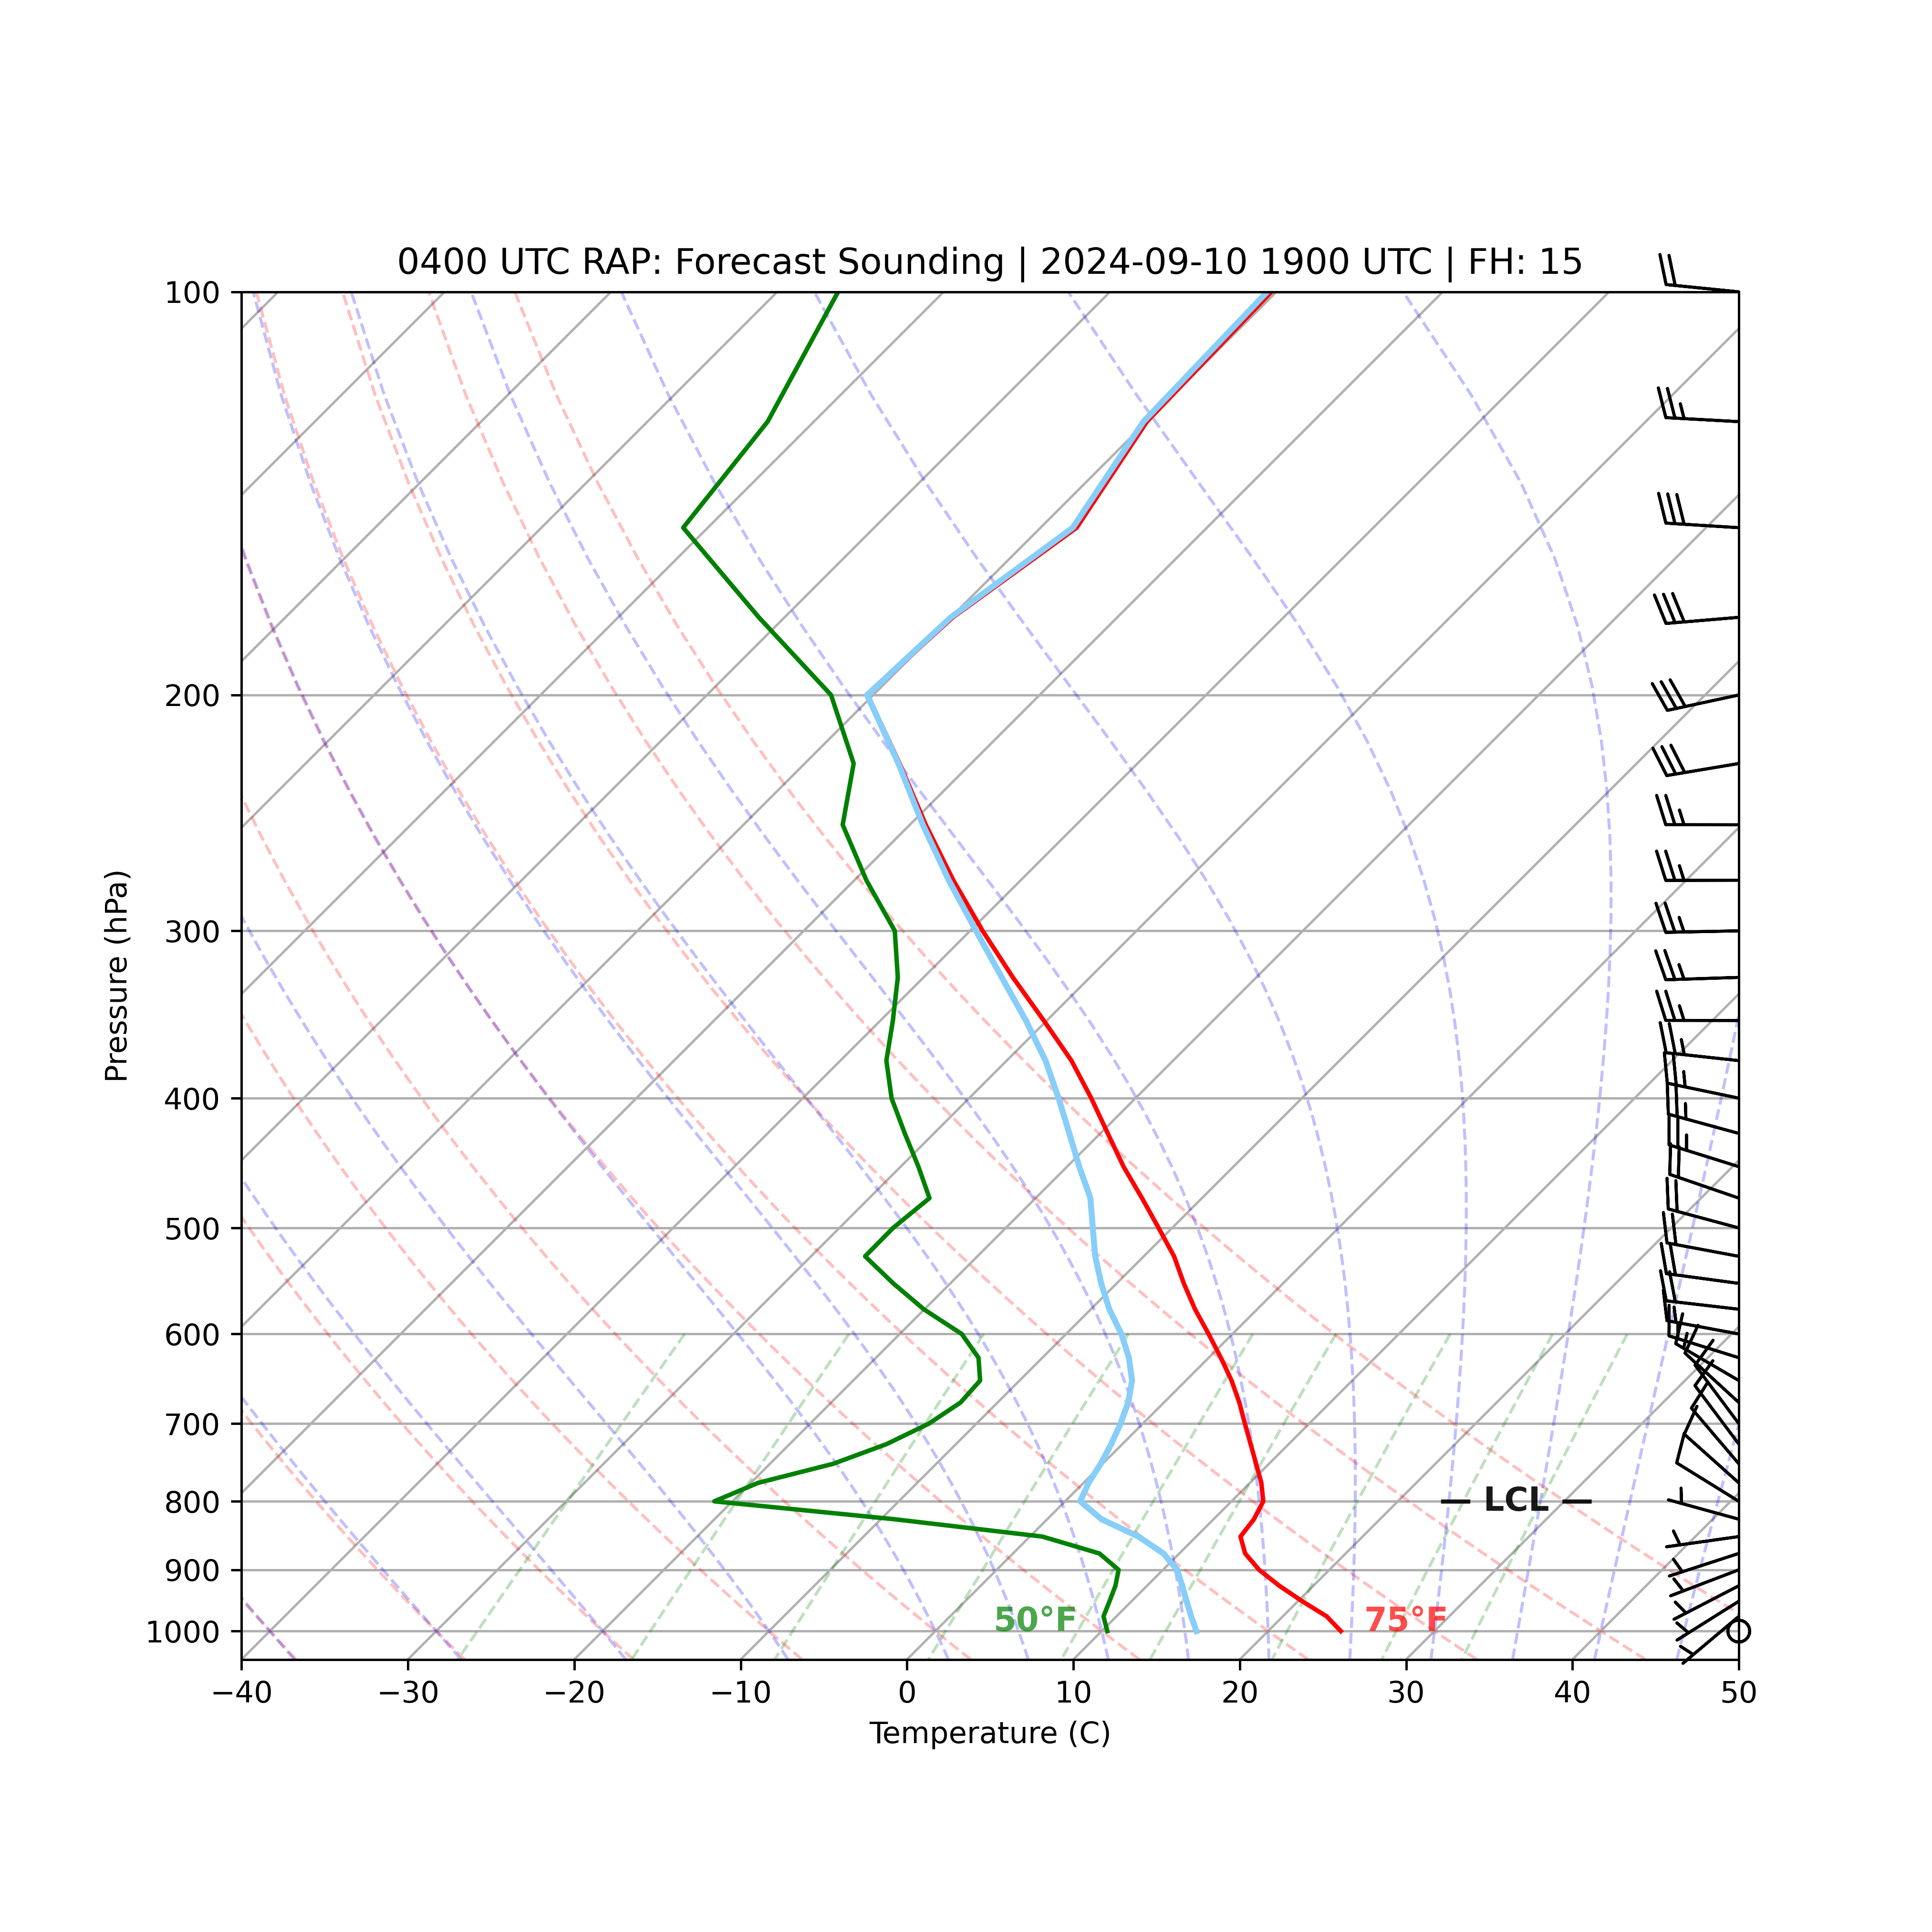 0400 UTC RAP: Forecast Sounding | 2024-09-10 1900 UTC | FH: 15
100
200
300
400
500
600
700
800
900
1000
Pressure (hPa)
LCL
50°F
75°F
−40 −30 −20 −10 0 10 20 30 40 50
Temperature (C)